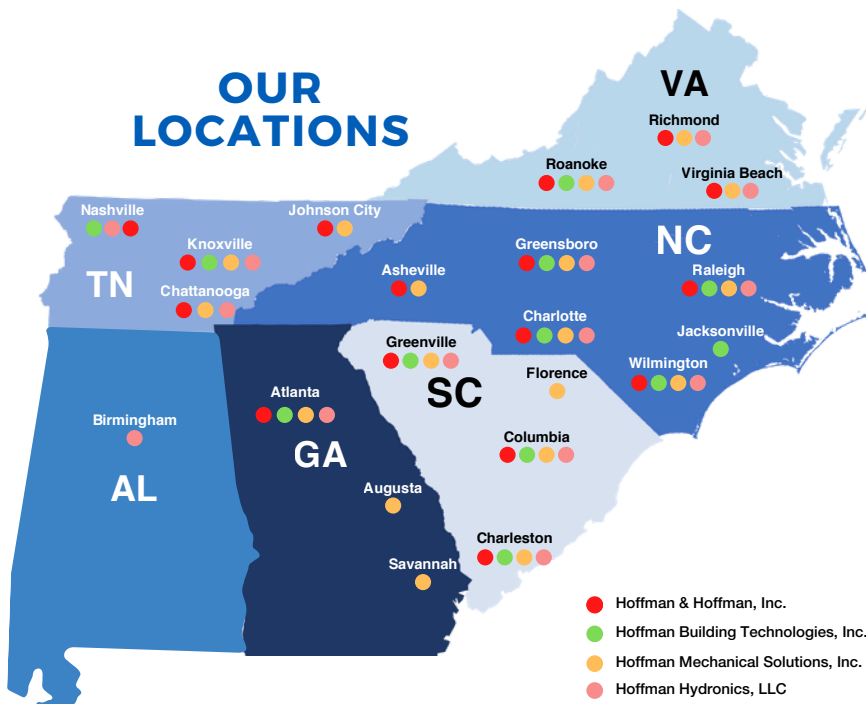 OUR
LOCATIONS
VA
Richmond
Roanoke
Virginia Beach
Nashville
Johnson City
Knoxville
TN
Chattanooga
NC
Greensboro
Asheville
Raleigh
Charlotte
Jacksonville
Wilmington
Greenville
SC
Florence
Columbia
Charleston
Atlanta
GA
Augusta
Savannah
Birmingham
AL
Hoffman & Hoffman, Inc.
Hoffman Building Technologies, Inc.
Hoffman Mechanical Solutions, Inc.
Hoffman Hydronics, LLC